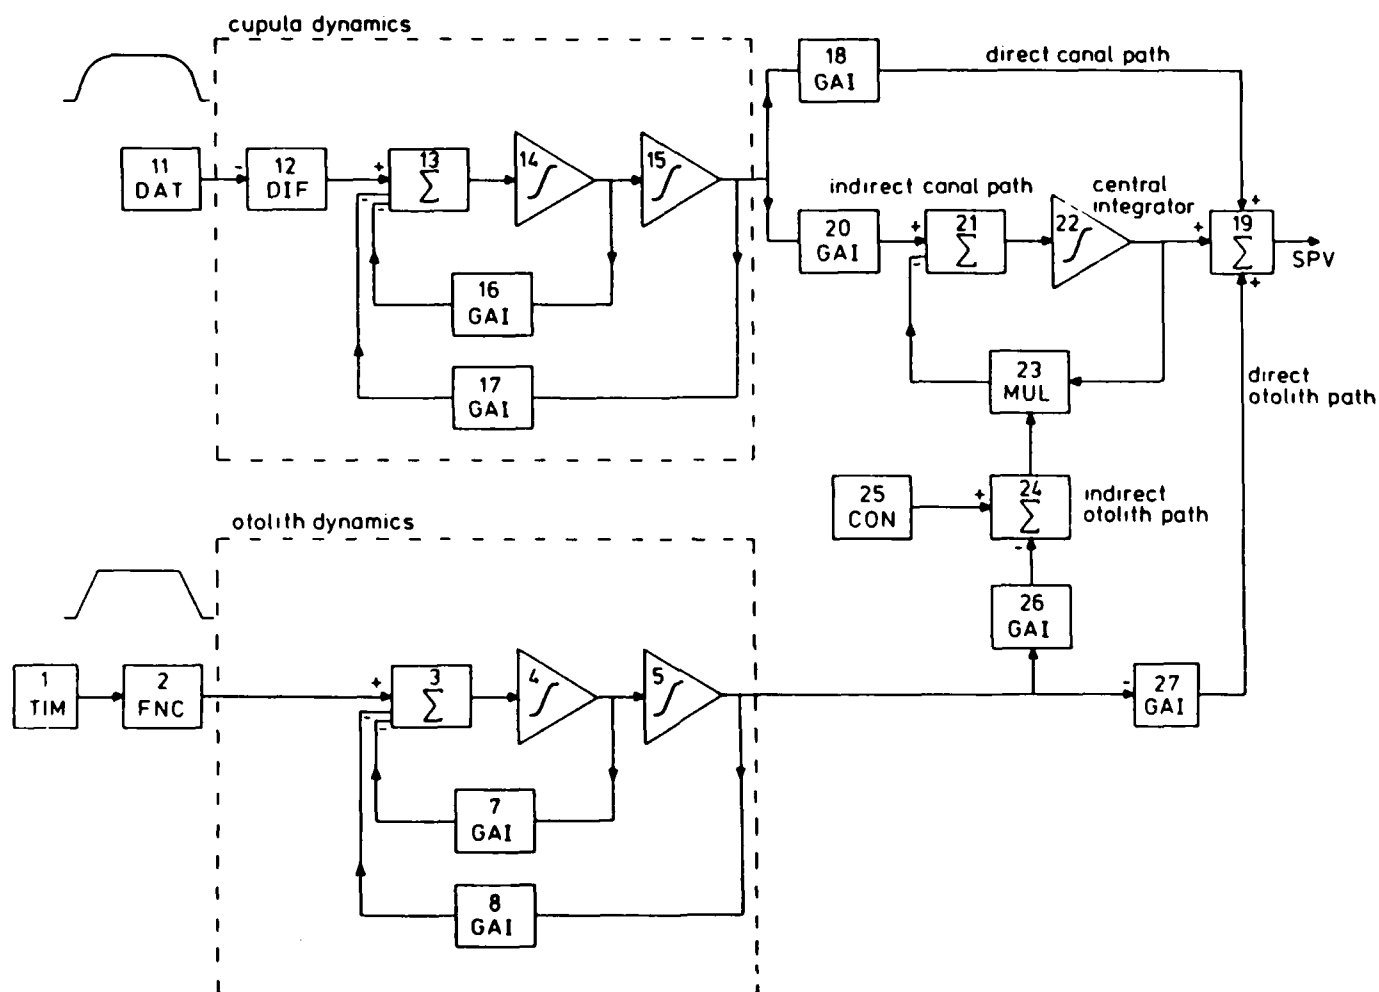 cupula dynamics
18
GAI
direct canal path
11
DAT
-
12
DIF
+
13
Σ
-
-
14
∫
15
∫
indirect canal path
central
integrator
20
GAI
+
21
Σ
-
22
∫
+
+
19
Σ
+
SPV
16
GAI
17
GAI
23
MUL
direct
otolith path
25
CON
+
24
Σ
-
indirect
otolith path
otolith dynamics
26
GAI
1
TIM
2
FNC
+
3
Σ
-
-
4
∫
5
∫
-
27
GAI
7
GAI
8
GAI